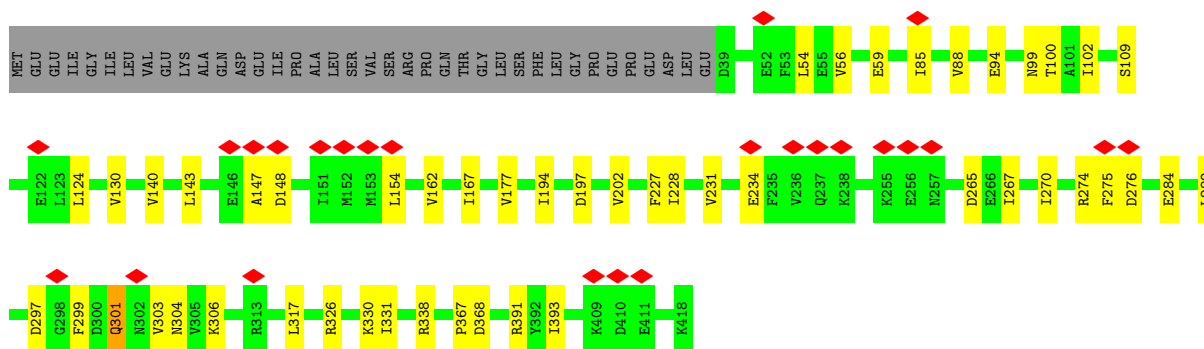 MET GLU GLU ILE GLY ILE LEU VAL GLU LYS ALA GLN ASP GLU ILE PRO ALA LEU SER VAL SER ARG PRO GLN THR GLY LEU SER PHE LEU GLY PRO GLU PRO GLU ASP LEU GLU D39 E52 F53 L54 E55 V56 E59 I85 V88 E94 N99 T100 A101 I102 S109
E122 L123 L124 V130 V140 L143 E146 A147 D148 I151 M152 M153 L154 V162 I167 V177 I194 D197 V202 F227 I228 V231 E234 F235 V236 Q237 K238 K255 E256 N257 D265 E266 I267 I270 R274 F275 D276 E284
D297 G298 F299 D300 Q301 N302 V303 N304 V305 K306 R313 L317 R326 K330 I331 R338 P367 D368 R391 Y392 I393 K409 D410 E411 K418